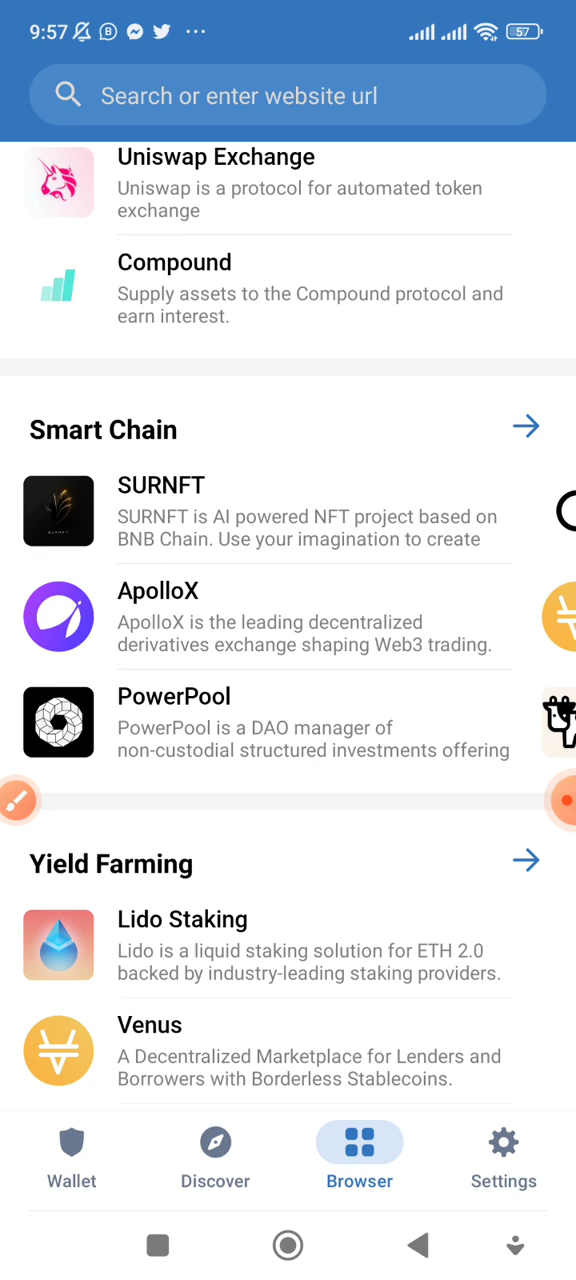 9:57
57
Search or enter website url
Uniswap Exchange
Uniswap is a protocol for automated token
exchange
Compound
Supply assets to the Compound protocol and
earn interest.
Smart Chain
SURNFT
SURNFT
SURNFT is AI powered NFT project based on
BNB Chain. Use your imagination to create
ApolloX
ApolloX is the leading decentralized
derivatives exchange shaping Web3 trading.
PowerPool
PowerPool is a DAO manager of
non-custodial structured investments offering
Yield Farming
Lido Staking
Lido is a liquid staking solution for ETH 2.0
backed by industry-leading staking providers.
Venus
A Decentralized Marketplace for Lenders and
Borrowers with Borderless Stablecoins.
Wallet
Discover
Browser
Settings